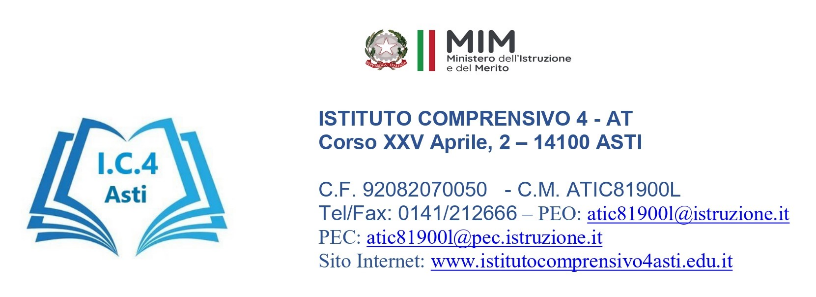 MIM
Ministero dell'Istruzione
e del Merito
I.C.4
Asti
ISTITUTO COMPRENSIVO 4 - AT
Corso XXV Aprile, 2 – 14100 ASTI
C.F. 92082070050 - C.M. ATIC81900L
Tel/Fax: 0141/212666 – PEO: atic81900l@istruzione.it
PEC: atic81900l@pec.istruzione.it
Sito Internet: www.istitutocomprensivo4asti.edu.it